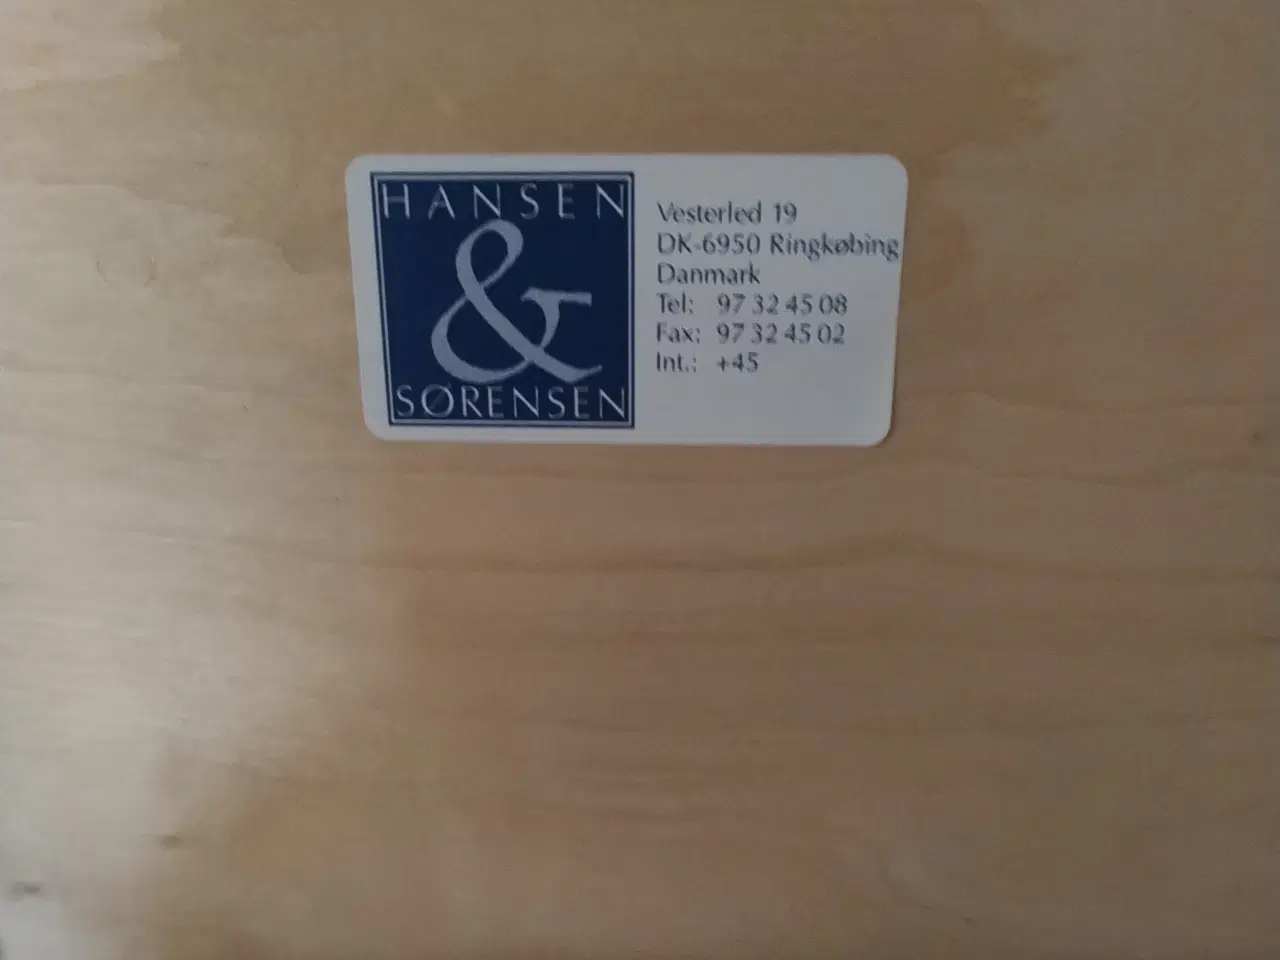 HANSEN
&
SØRENSEN
Vesterled 19
DK-6950 Ringkøbing
Danmark
Tel: 97 32 45 08
Fax: 97 32 45 02
Int.: +45